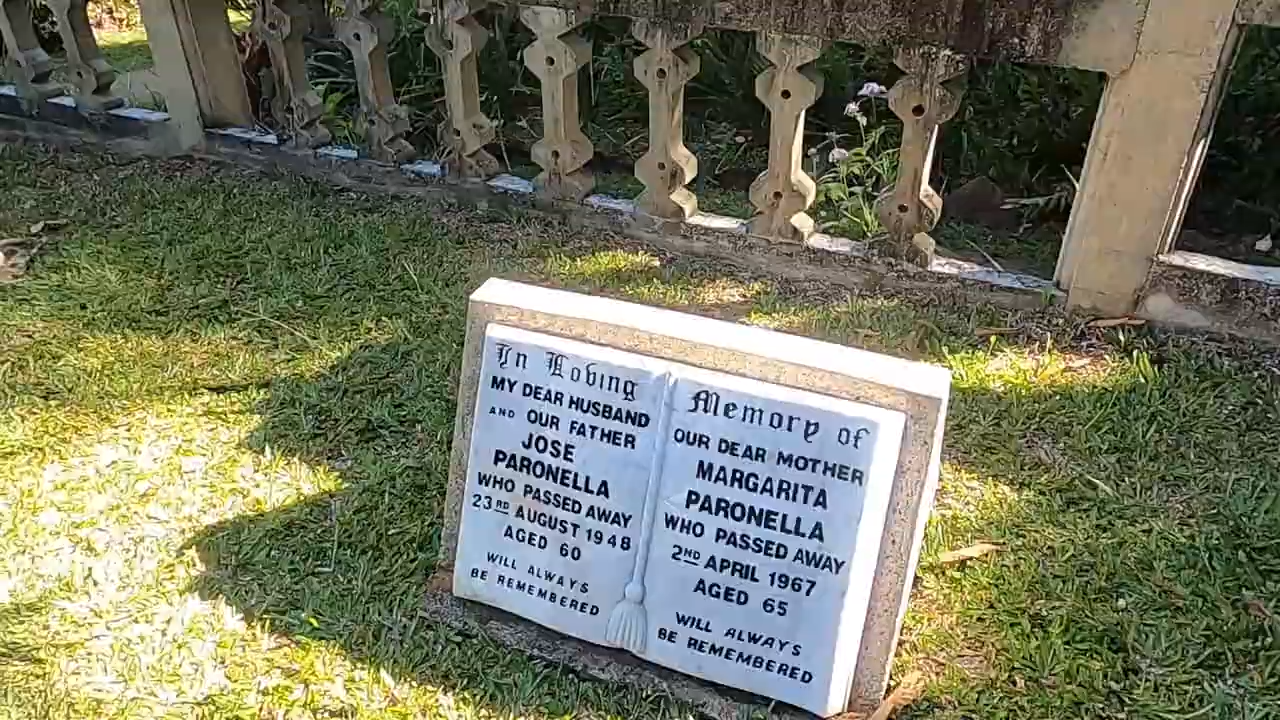 In Loving
MY DEAR HUSBAND
AND OUR FATHER
JOSE
PARONELLA
WHO PASSED AWAY
23RD AUGUST 1948
AGED 60
WILL ALWAYS
BE REMEMBERED
Memory of
OUR DEAR MOTHER
MARGARITA
PARONELLA
WHO PASSED AWAY
2ND APRIL 1967
AGED 65
WILL ALWAYS
BE REMEMBERED